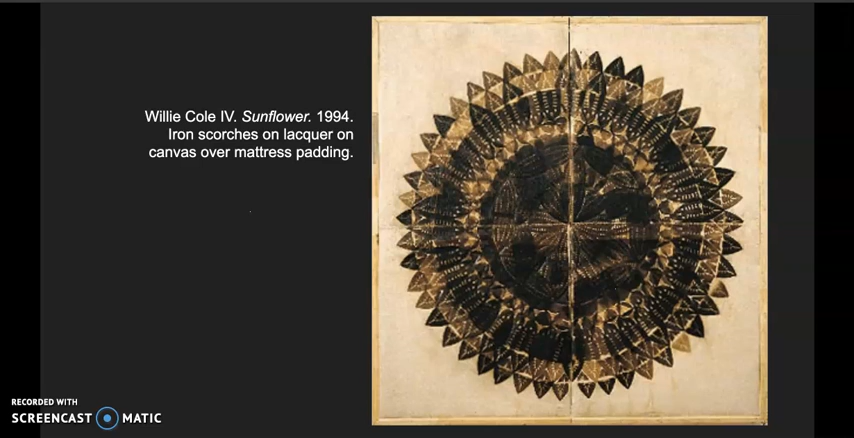 Willie Cole IV. Sunflower. 1994.
Iron scorches on lacquer on
canvas over mattress padding.
RECORDED WITH
SCREENCAST MATIC